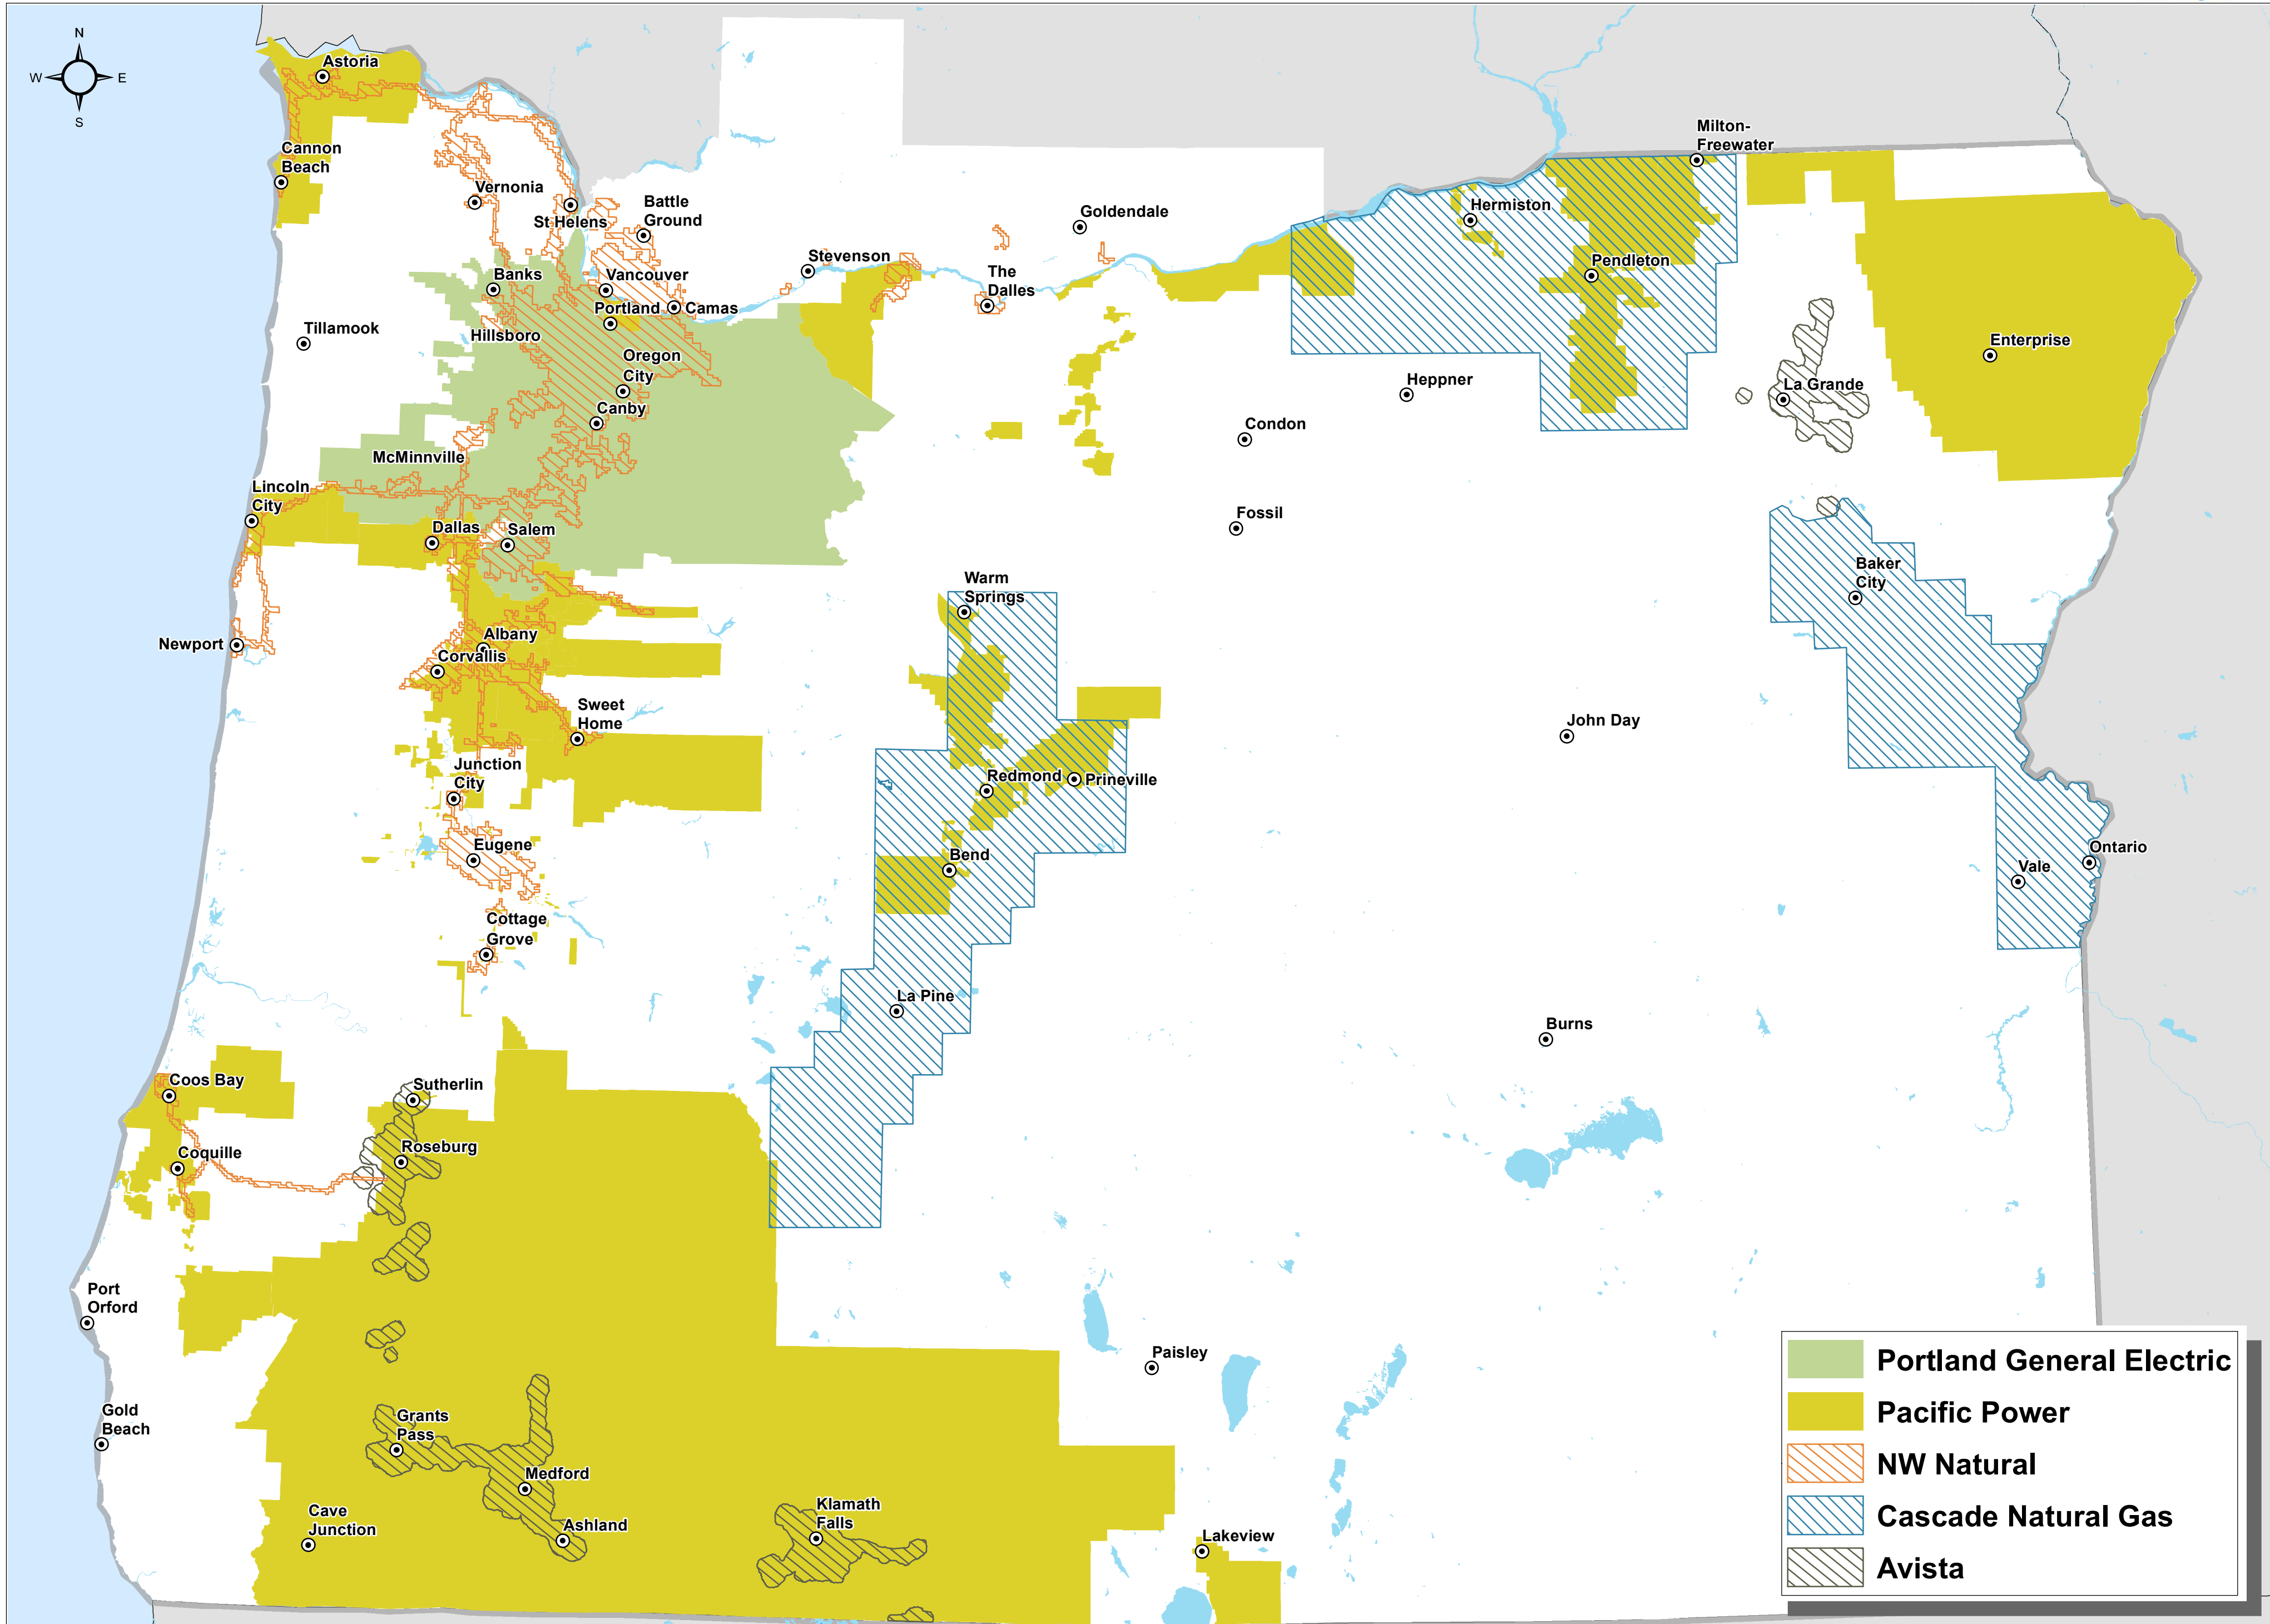 N
W
E
S
Astoria
Cannon
Beach
Vernonia
St Helens
Battle
Ground
Goldendale
Milton-
Freewater
Hermiston
Pendleton
Stevenson
The
Dalles
Banks
Vancouver
Portland
Camas
Tillamook
Hillsboro
Oregon
City
Canby
Enterprise
La Grande
Heppner
Condon
McMinnville
Lincoln
City
Dallas
Salem
Fossil
Warm
Springs
Baker
City
Newport
Albany
Corvallis
Sweet
Home
John Day
Junction
City
Redmond
Prineville
Eugene
Bend
Ontario
Vale
Cottage
Grove
La Pine
Burns
Coos Bay
Sutherlin
Coquille
Roseburg
Port
Orford
Paisley
Gold
Beach
Grants
Pass
Medford
Cave
Junction
Ashland
Klamath
Falls
Lakeview
Portland General Electric
Pacific Power
NW Natural
Cascade Natural Gas
Avista